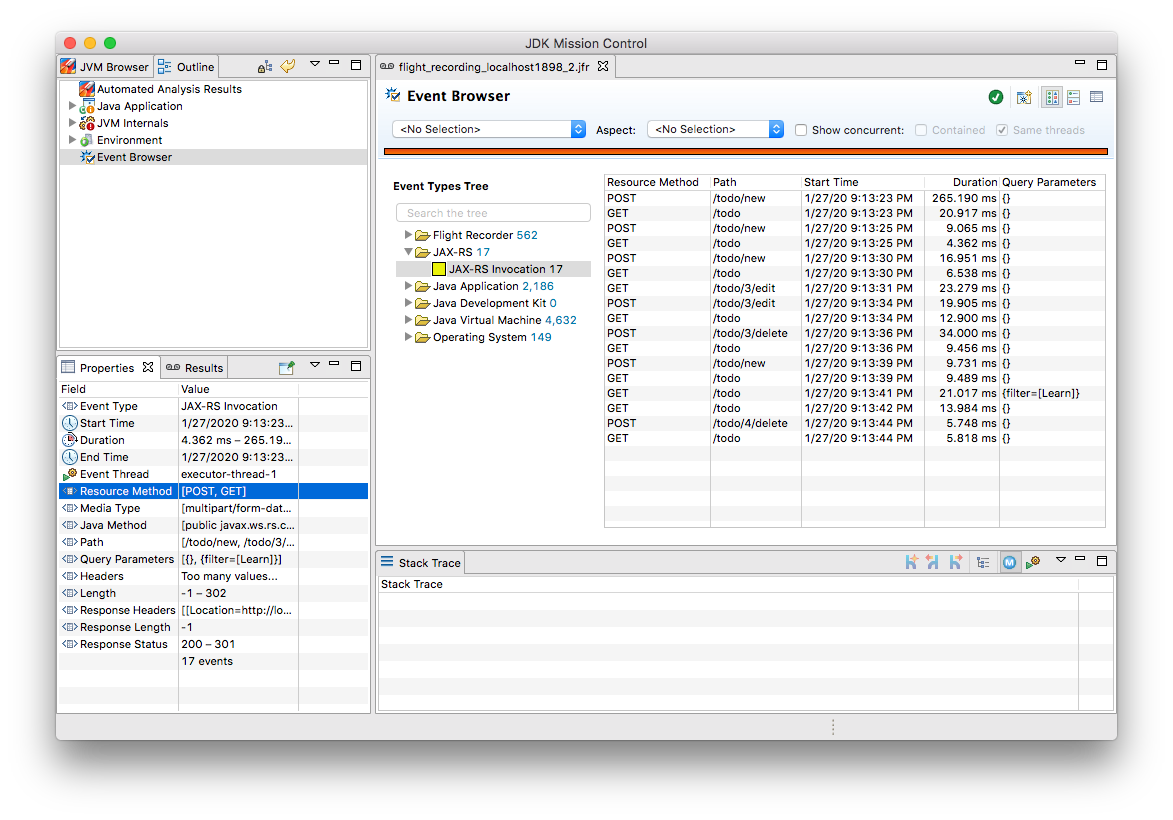 JDK Mission Control
JVM Browser Outline
Automated Analysis Results
Java Application
JVM Internals
Environment
Event Browser
Properties Results
Field Value
Event Type JAX-RS Invocation
Start Time 1/27/2020 9:13:23...
Duration 4.362 ms – 265.19...
End Time 1/27/2020 9:13:23...
Event Thread executor-thread-1
Resource Method [POST, GET]
Media Type [multipart/form-dat...
Java Method [public javax.ws.rs.c...
Path [/todo/new, /todo/3/...
Query Parameters [{}, {filter=[Learn]}]
Headers Too many values...
Length -1 – 302
Response Headers [[Location=http://lo...
Response Length -1
Response Status 200 – 301
17 events
flight_recording_localhost1898_2.jfr
Event Browser
<No Selection> Aspect: <No Selection> Show concurrent: Contained Same threads
Event Types Tree
Search the tree
Flight Recorder 562
JAX-RS 17
JAX-RS Invocation 17
Java Application 2,186
Java Development Kit 0
Java Virtual Machine 4,632
Operating System 149
Resource Method Path Start Time Duration Query Parameters
POST /todo/new 1/27/20 9:13:23 PM 265.190 ms {}
GET /todo 1/27/20 9:13:23 PM 20.917 ms {}
POST /todo/new 1/27/20 9:13:25 PM 9.065 ms {}
GET /todo 1/27/20 9:13:25 PM 4.362 ms {}
POST /todo/new 1/27/20 9:13:30 PM 16.951 ms {}
GET /todo 1/27/20 9:13:30 PM 6.538 ms {}
GET /todo/3/edit 1/27/20 9:13:31 PM 23.279 ms {}
POST /todo/3/edit 1/27/20 9:13:34 PM 19.905 ms {}
GET /todo 1/27/20 9:13:34 PM 12.900 ms {}
POST /todo/3/delete 1/27/20 9:13:36 PM 34.000 ms {}
GET /todo 1/27/20 9:13:36 PM 9.456 ms {}
POST /todo/new 1/27/20 9:13:39 PM 9.731 ms {}
GET /todo 1/27/20 9:13:39 PM 9.489 ms {}
GET /todo 1/27/20 9:13:41 PM 21.017 ms {filter=[Learn]}
GET /todo 1/27/20 9:13:42 PM 13.984 ms {}
POST /todo/4/delete 1/27/20 9:13:44 PM 5.748 ms {}
GET /todo 1/27/20 9:13:44 PM 5.818 ms {}
Stack Trace
Stack Trace